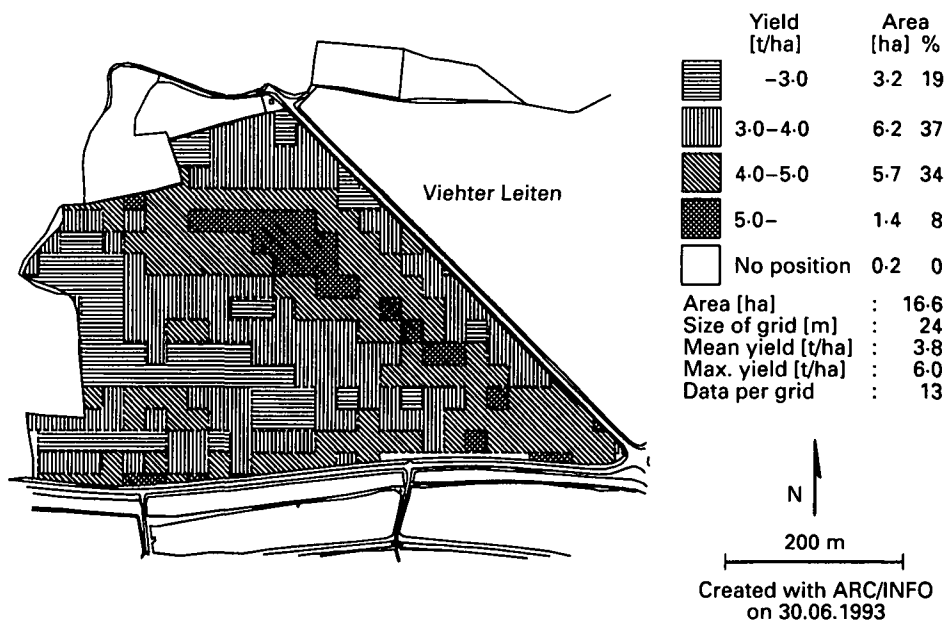 Yield Area
[t/ha] [ha] %
-3·0 3·2 19
3·0-4·0 6·2 37
4·0-5·0 5·7 34
5·0- 1·4 8
No position 0·2 0
Area [ha] : 16·6
Size of grid [m] : 24
Mean yield [t/ha] : 3·8
Max. yield [t/ha] : 6·0
Data per grid : 13
Viehter Leiten
N
200 m
Created with ARC/INFO
on 30.06.1993